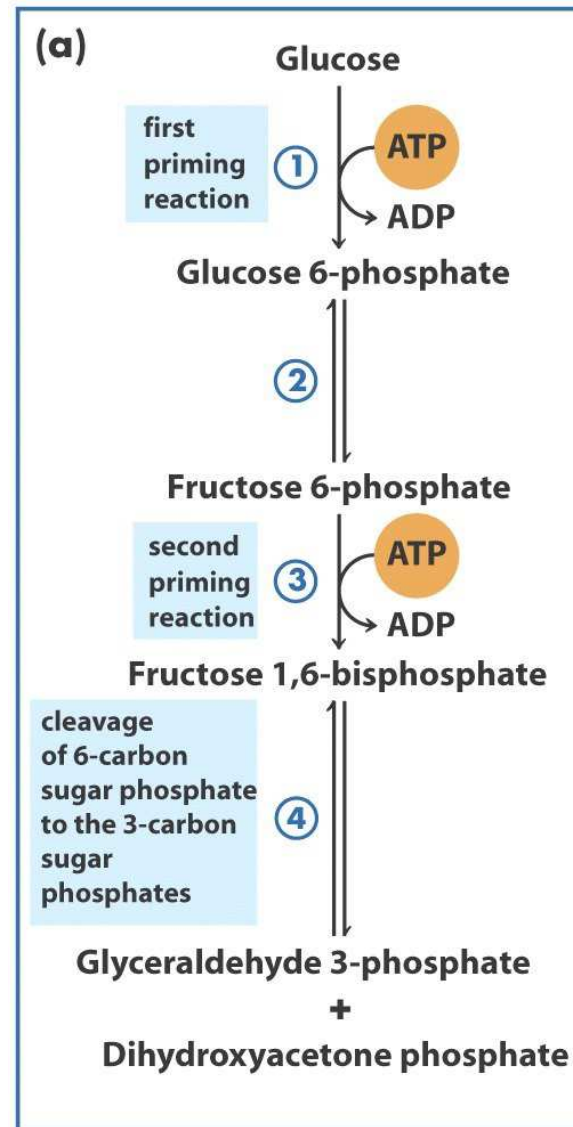 (a)
Glucose
first
priming
reaction
1
ATP
ADP
Glucose 6-phosphate
2
Fructose 6-phosphate
second
priming
reaction
3
ATP
ADP
Fructose 1,6-bisphosphate
cleavage
of 6-carbon
sugar phosphate
to the 3-carbon
sugar
phosphates
4
Glyceraldehyde 3-phosphate
+
Dihydroxyacetone phosphate